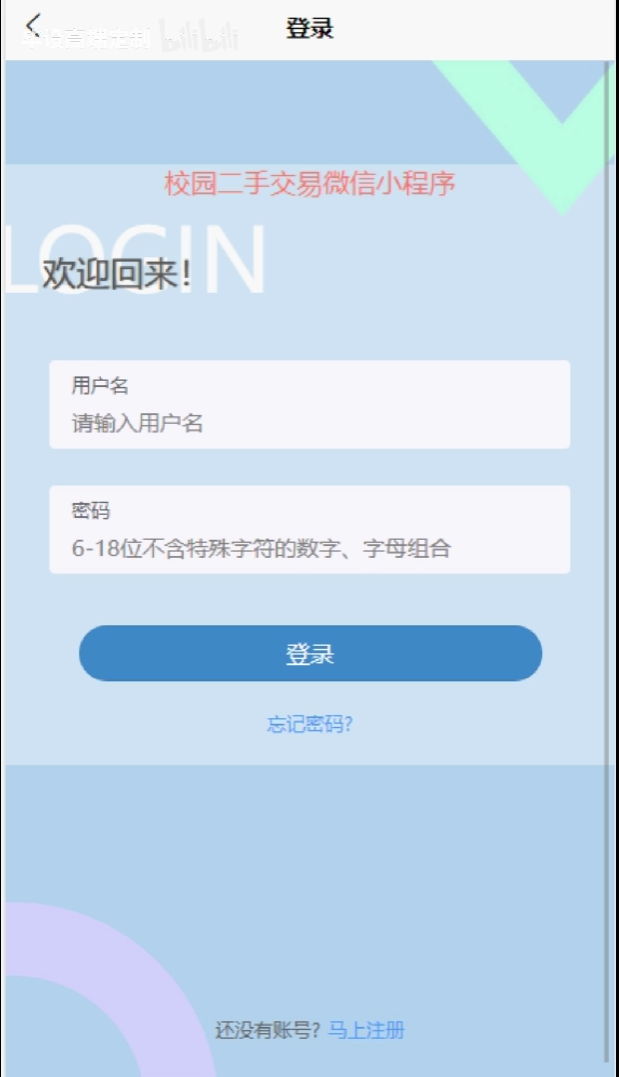 登录
毕设高端定制 bilibili
校园二手交易微信小程序
LOGIN
欢迎回来!
用户名
请输入用户名
密码
6-18位不含特殊字符的数字、字母组合
登录
忘记密码?
还没有账号? 马上注册